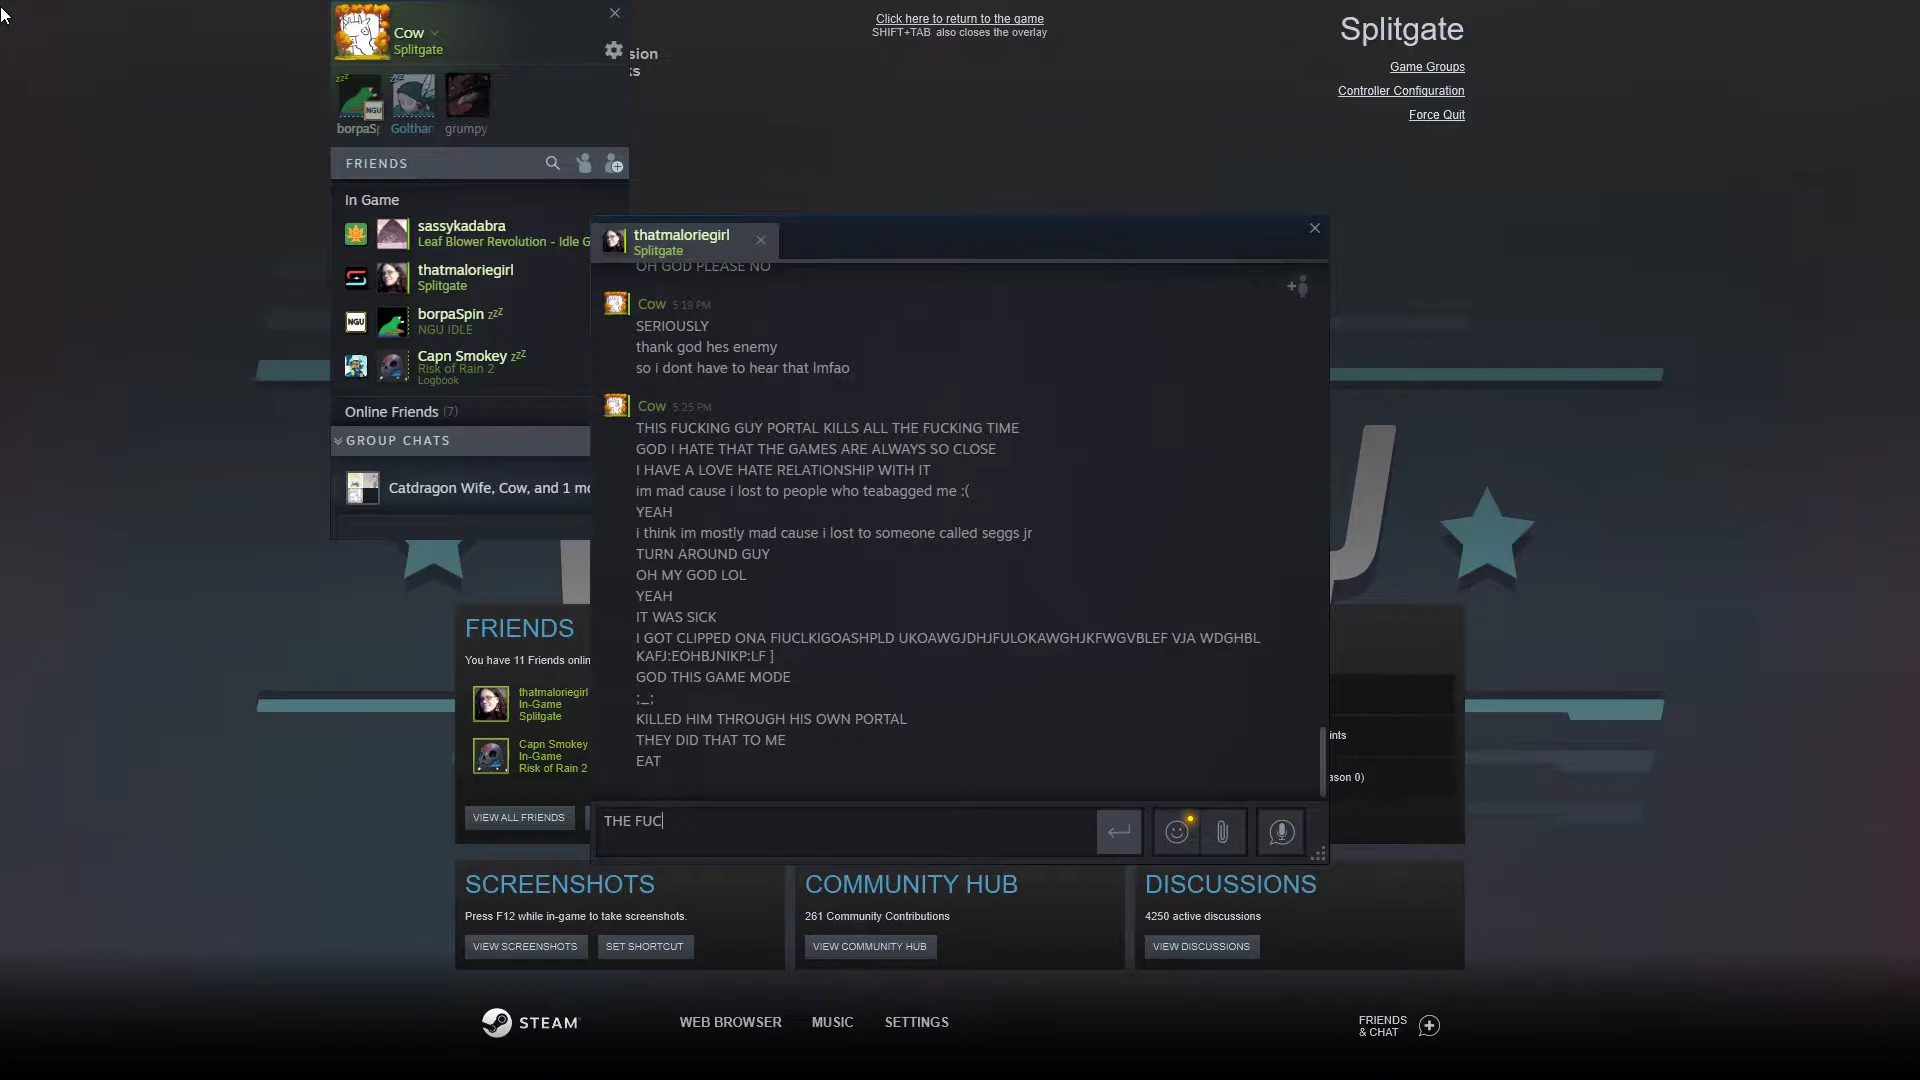 Cow
Splitgate
sion
ks
Click here to return to the game
SHIFT+TAB also closes the overlay
Splitgate
Game Groups
Controller Configuration
Force Quit
zzz
zzz
NGU
borpaSp
Golthar
grumpy
FRIENDS
In Game
sassykadabra
Leaf Blower Revolution - Idle G
thatmaloriegirl
Splitgate
NGU
borpaSpin zzz
NGU IDLE
Capn Smokey zzz
Risk of Rain 2
Logbook
Online Friends (7)
GROUP CHATS
Catdragon Wife, Cow, and 1 mo
thatmaloriegirl
Splitgate
OH GOD PLEASE NO
Cow 5:19 PM
SERIOUSLY
thank god hes enemy
so i dont have to hear that lmfao
Cow 5:25 PM
THIS FUCKING GUY PORTAL KILLS ALL THE FUCKING TIME
GOD I HATE THAT THE GAMES ARE ALWAYS SO CLOSE
I HAVE A LOVE HATE RELATIONSHIP WITH IT
im mad cause i lost to people who teabagged me :(
YEAH
i think im mostly mad cause i lost to someone called seggs jr
TURN AROUND GUY
OH MY GOD LOL
YEAH
IT WAS SICK
I GOT CLIPPED ONA FIUCLKIGOASHPLD UKOAWGJDHJFULOKAWGHJKFWGVBLEF VJA WDGHBL
KAFJ:EOHBJNIKP:LF ]
GOD THIS GAME MODE
;_;
KILLED HIM THROUGH HIS OWN PORTAL
THEY DID THAT TO ME
EAT
THE FUC
FRIENDS
You have 11 Friends onlin
thatmaloriegirl
In-Game
Splitgate
Capn Smokey
In-Game
Risk of Rain 2
VIEW ALL FRIENDS
ints
ason 0)
SCREENSHOTS
Press F12 while in-game to take screenshots.
VIEW SCREENSHOTS
SET SHORTCUT
COMMUNITY HUB
261 Community Contributions
VIEW COMMUNITY HUB
DISCUSSIONS
4250 active discussions
VIEW DISCUSSIONS
STEAM
WEB BROWSER
MUSIC
SETTINGS
FRIENDS
& CHAT